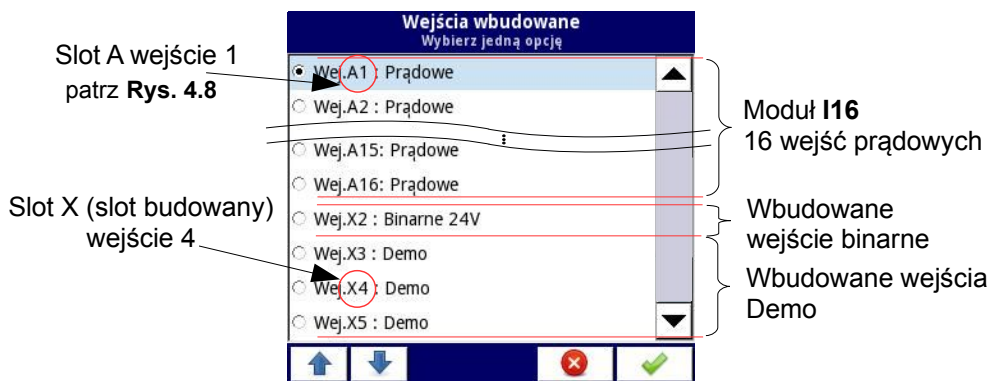 Wejścia wbudowane
Wybierz jedną opcję
Slot A wejście 1
patrz Rys. 4.8
Wej.A1 : Prądowe
Wej.A2 : Prądowe
Wej.A15: Prądowe
Wej.A16: Prądowe
Moduł I16
16 wejść prądowych
Slot X (slot budowany)
wejście 4
Wej.X2 : Binarne 24V
Wej.X3 : Demo
Wej.X4 : Demo
Wej.X5 : Demo
Wbudowane
wejście binarne
Wbudowane wejścia
Demo